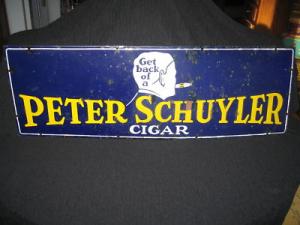 Get
back
of a
PETER SCHUYLER
CIGAR